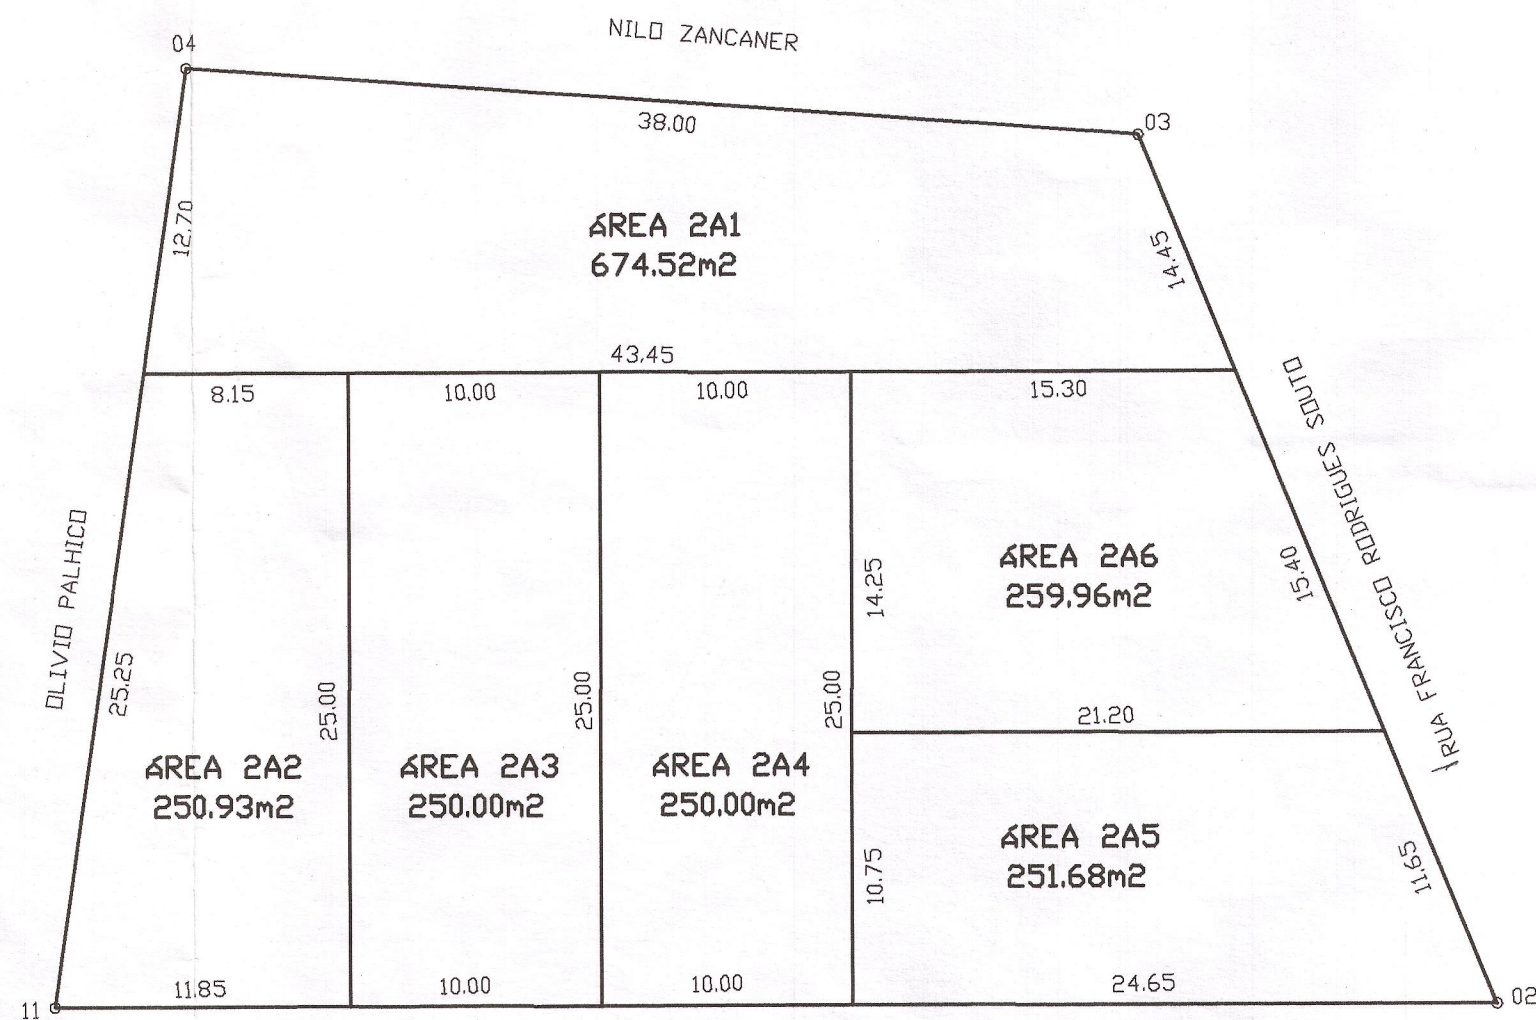 NILO ZANCANER
04
03
38.00
12.70
14.45
ÁREA 2A1
674.52m2
43.45
8.15
10.00
10.00
15.30
RUA FRANCISCO RODRIGUES SOUTO
OLIVIO PALHICO
25.25
25.00
25.00
25.00
14.25
15.40
ÁREA 2A6
259.96m2
21.20
ÁREA 2A2
250.93m2
ÁREA 2A3
250.00m2
ÁREA 2A4
250.00m2
ÁREA 2A5
251.68m2
10.75
11.65
11.85
10.00
10.00
24.65
11
02